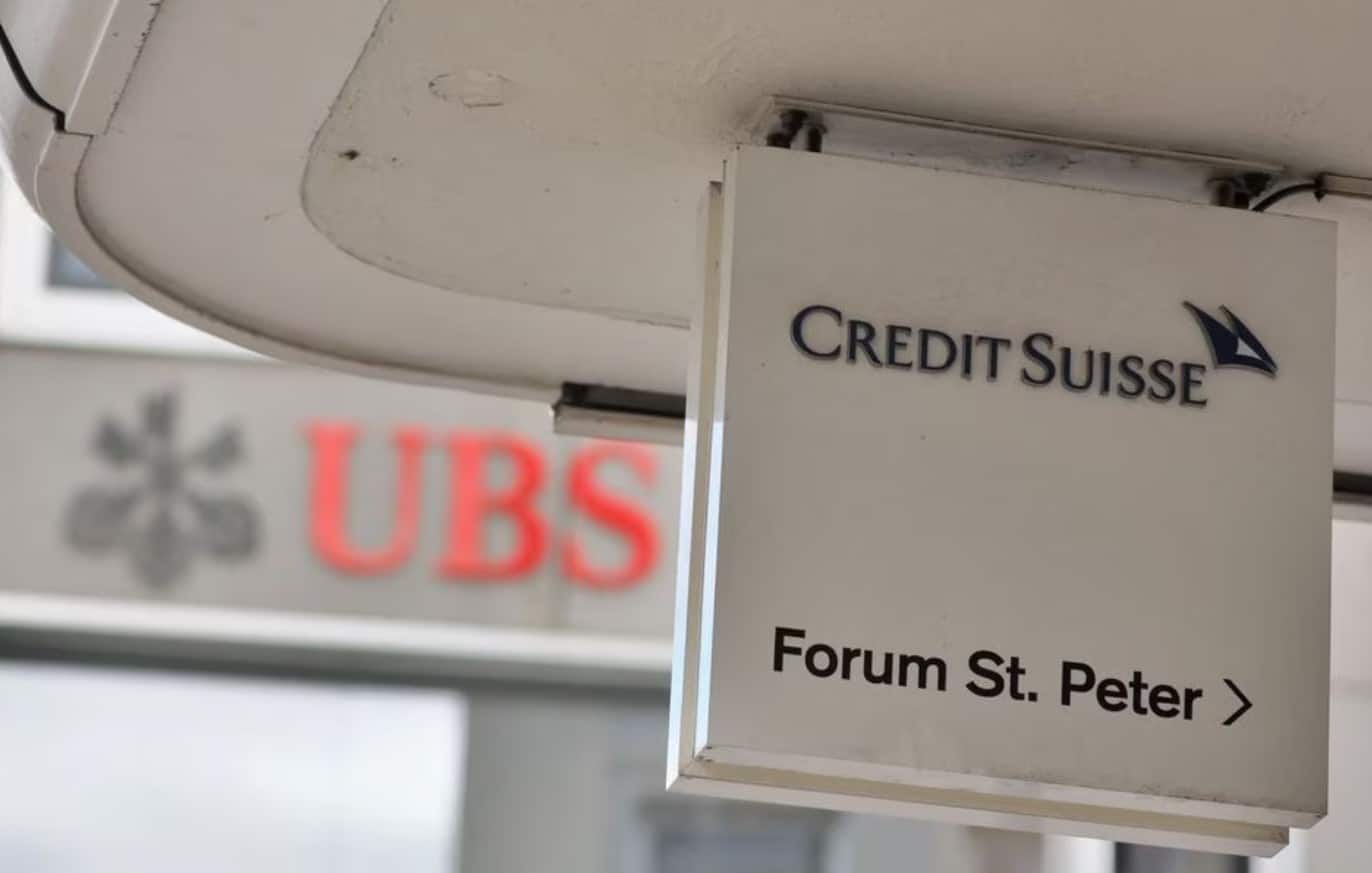 CREDIT SUISSE
UBS
Forum St. Peter >